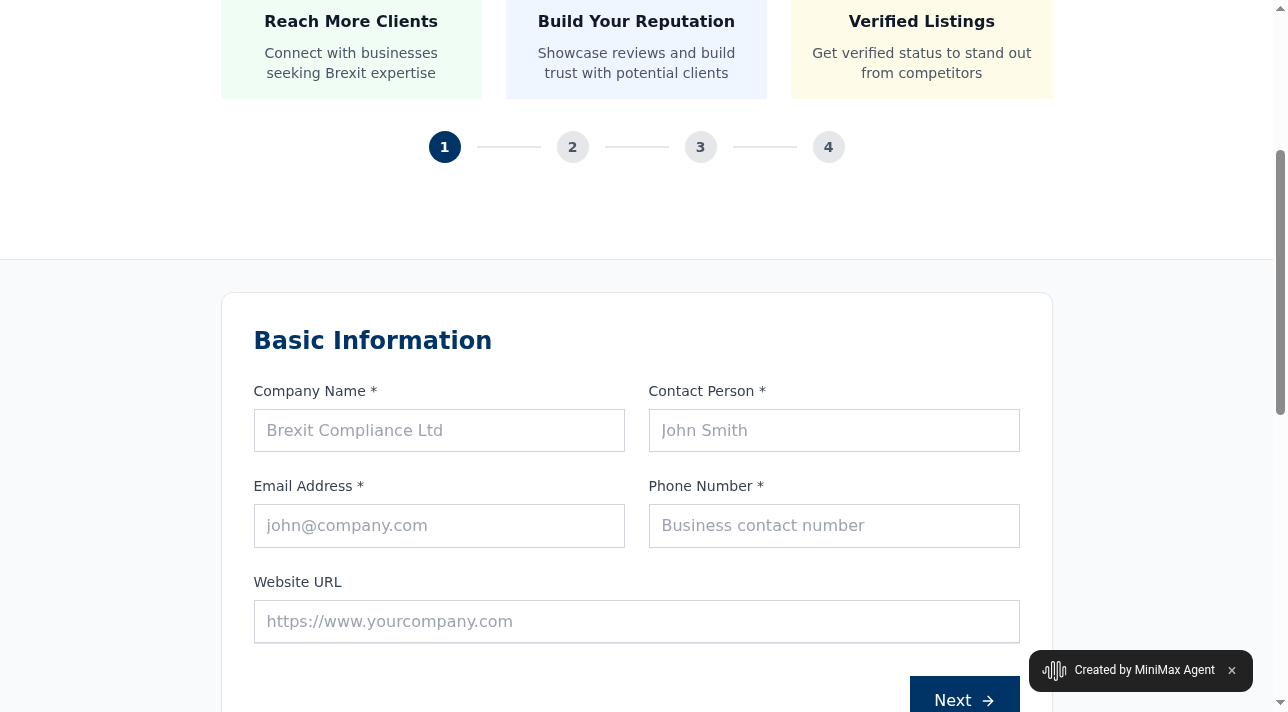 Reach More Clients
Connect with businesses
seeking Brexit expertise
Build Your Reputation
Showcase reviews and build
trust with potential clients
Verified Listings
Get verified status to stand out
from competitors
1
2
3
4
Basic Information
Company Name *
Brexit Compliance Ltd
Contact Person *
John Smith
Email Address *
john@company.com
Phone Number *
Business contact number
Website URL
https://www.yourcompany.com
Next →
Created by MiniMax Agent ×